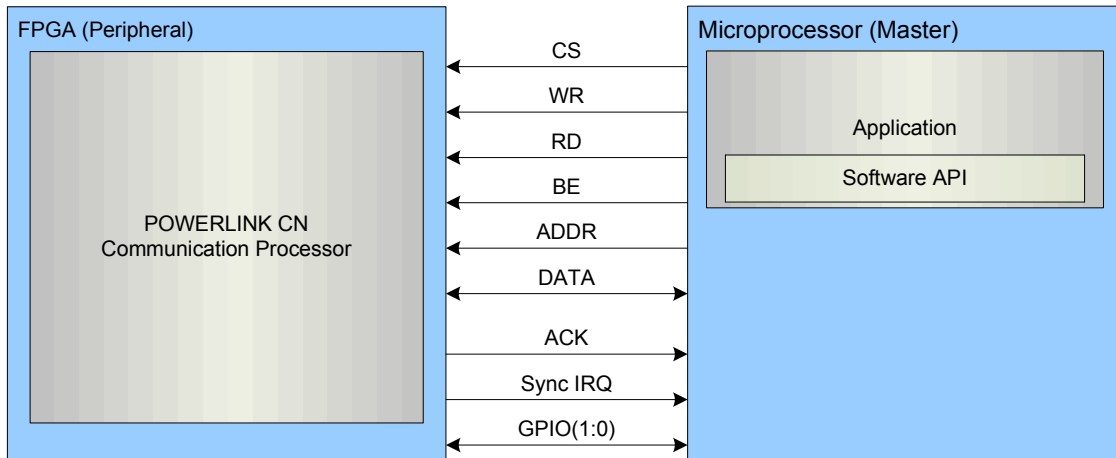 FPGA (Peripheral)
POWERLINK CN
Communication Processor
CS
WR
RD
BE
ADDR
DATA
ACK
Sync IRQ
GPIO(1:0)
Microprocessor (Master)
Application
Software API